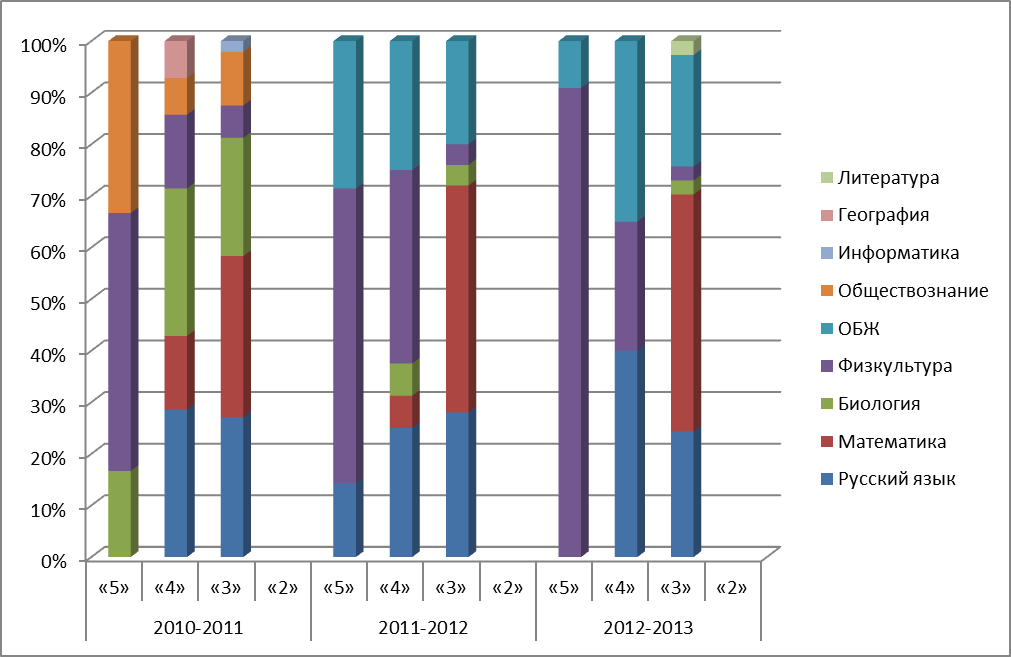 100%
90%
80%
70%
60%
50%
40%
30%
20%
10%
0%
«5» «4» «3» «2» «5» «4» «3» «2» «5» «4» «3» «2»
2010-2011 2011-2012 2012-2013
Литература
География
Информатика
Обществознание
ОБЖ
Физкультура
Биология
Математика
Русский язык